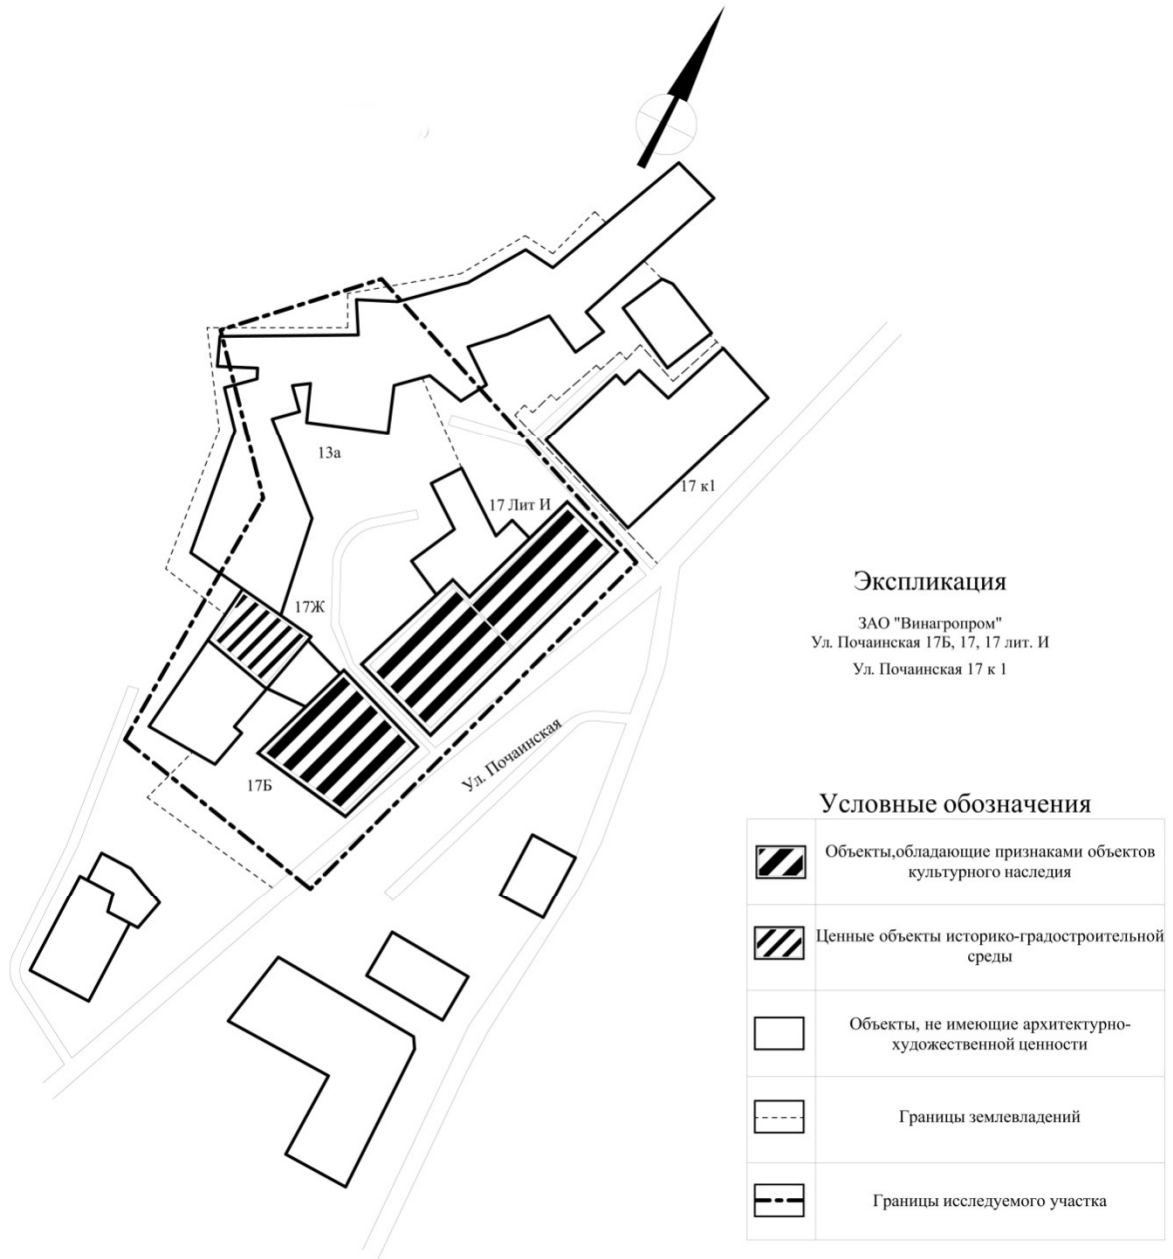 13а
17 Лит И
17 к1
17Ж
17Б
Ул. Почаинская
Экспликация
ЗАО "Винагропром"
Ул. Почаинская 17Б, 17, 17 лит. И
Ул. Почаинская 17 к 1
Условные обозначения
Объекты,обладающие признаками объектов
культурного наследия
Ценные объекты историко-градостроительной
среды
Объекты, не имеющие архитектурно-
художественной ценности
Границы землевладений
Границы исследуемого участка